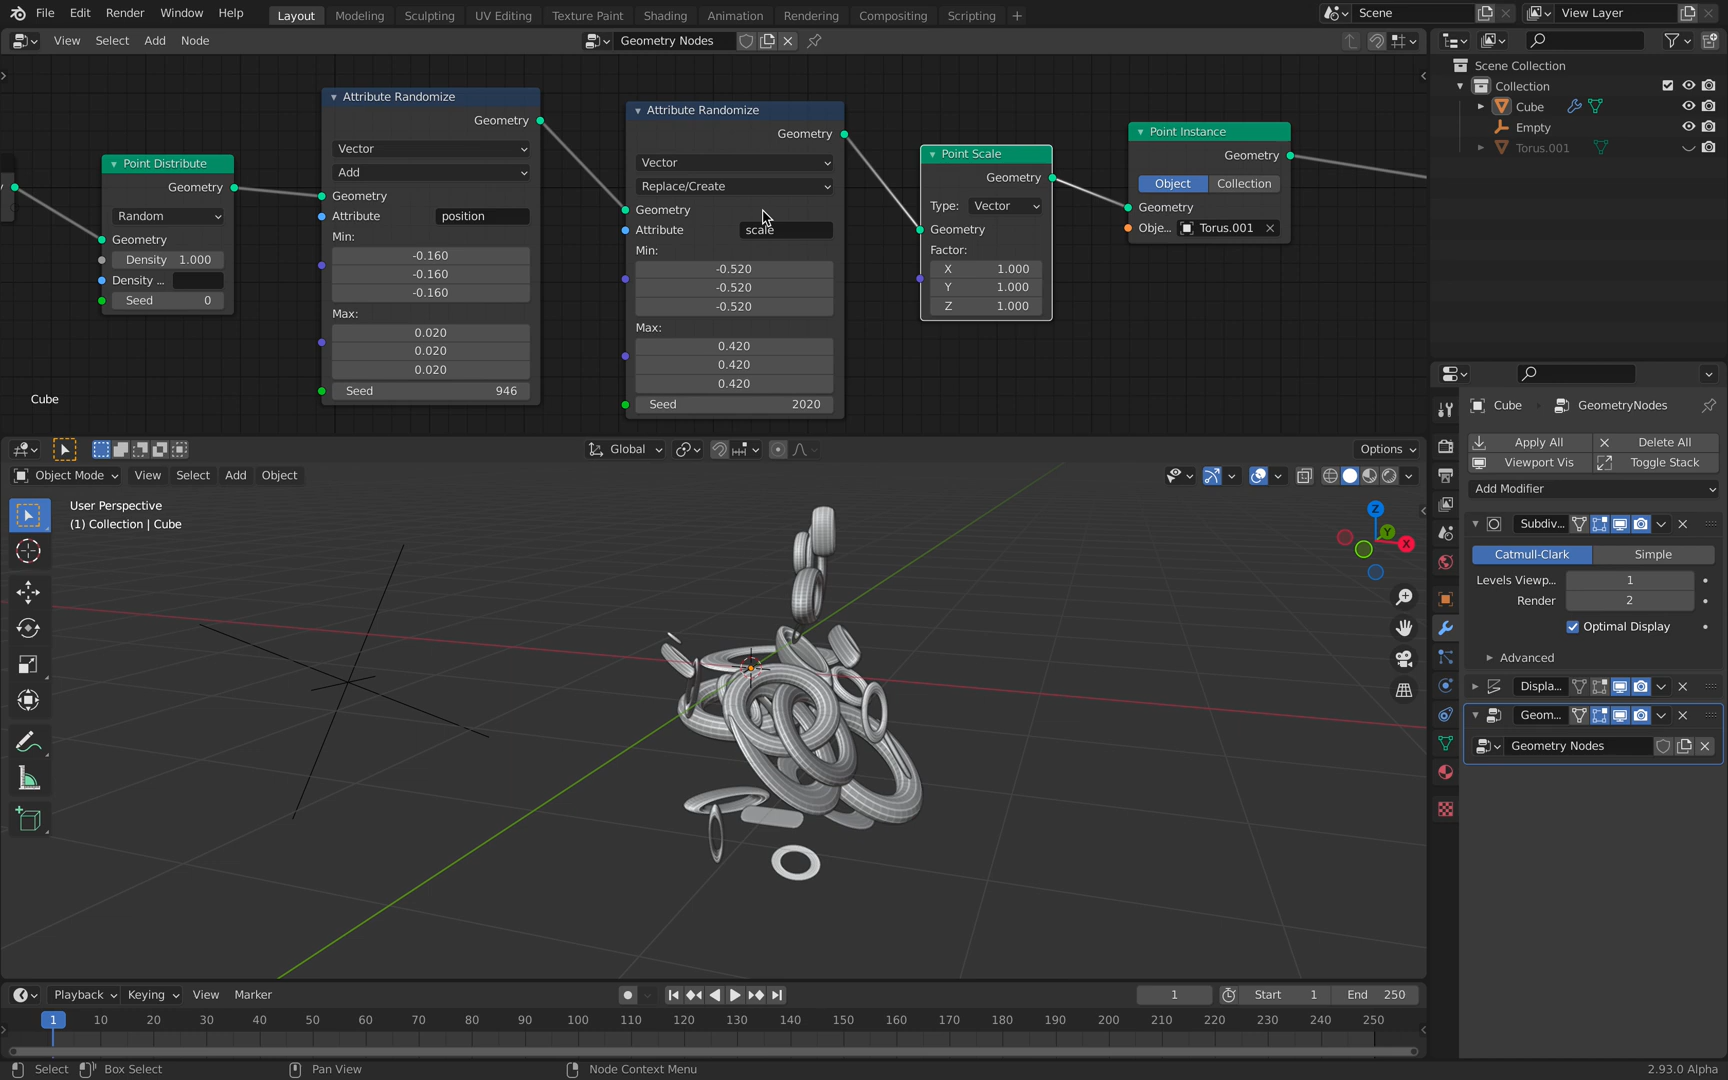 File Edit Render Window Help
Layout Modeling Sculpting UV Editing Texture Paint Shading Animation Rendering Compositing Scripting +
Scene
View Layer
View Select Add Node
Geometry Nodes
Point Distribute
Geometry
Random
Geometry
Density 1.000
Density ...
Seed 0
Attribute Randomize
Geometry
Vector
Add
Geometry
Attribute position
Min:
-0.160
-0.160
-0.160
Max:
0.020
0.020
0.020
Seed 946
Attribute Randomize
Geometry
Vector
Replace/Create
Geometry
Attribute scale
Min:
-0.520
-0.520
-0.520
Max:
0.420
0.420
0.420
Seed 2020
Point Scale
Geometry
Type: Vector
Geometry
Factor:
X 1.000
Y 1.000
Z 1.000
Point Instance
Geometry
Object Collection
Geometry
Obje... Torus.001
Cube
Scene Collection
Collection
Cube
Empty
Torus.001
Cube GeometryNodes
Apply All Delete All
Viewport Vis Toggle Stack
Add Modifier
Subdiv...
Catmull-Clark Simple
Levels Viewp... 1
Render 2
Optimal Display
Advanced
Displa...
Geom...
Geometry Nodes
Global
Options
Object Mode View Select Add Object
User Perspective
(1) Collection | Cube
Z
Y
X
Playback Keying View Marker
1
Start 1
End 250
1 10 20 30 40 50 60 70 80 90 100 110 120 130 140 150 160 170 180 190 200 210 220 230 240 250
Select Box Select Pan View Node Context Menu 2.93.0 Alpha